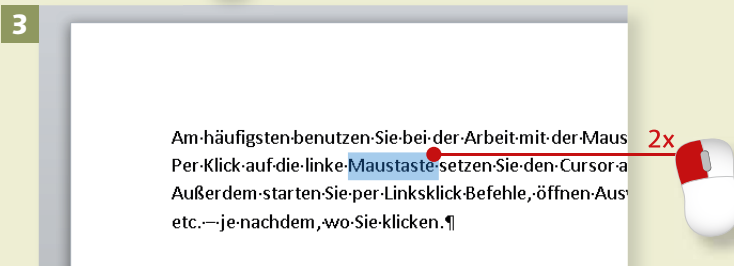 3
Am·häufigsten·benutzen·Sie·bei·der·Arbeit·mit·der·Maus
2x
Per·Klick·auf·die·linke·Maustaste·setzen·Sie·den·Cursor·a
Außerdem·starten·Sie·per·Linksklick·Befehle,·öffnen·Aus
etc.·–·je·nachdem,·wo·Sie·klicken.¶